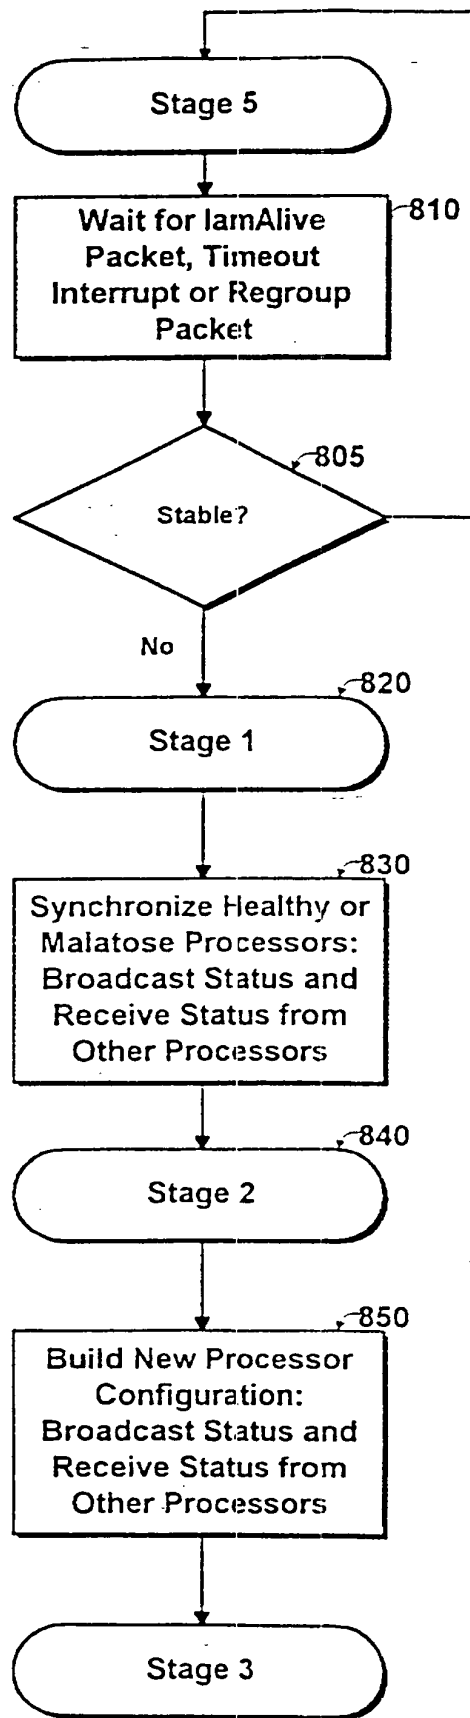 Stage 5
810
Wait for IamAlive
Packet, Timeout
Interrupt or Regroup
Packet
805
Stable?
No
820
Stage 1
830
Synchronize Healthy or
Malatose Processors:
Broadcast Status and
Receive Status from
Other Processors
840
Stage 2
850
Build New Processor
Configuration:
Broadcast Status and
Receive Status from
Other Processors
Stage 3